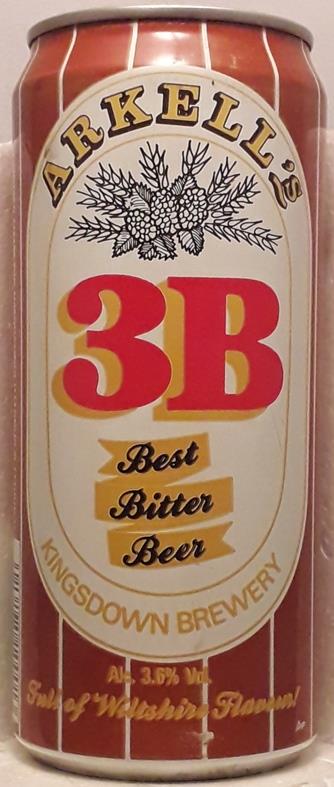 ARKELL'S
3B
Best
Bitter
Beer
KINGSDOWN BREWERY
Alc. 3.6% Vol.
Full of Wiltshire Flavour!